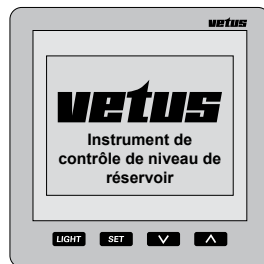 vetus
vetus
Instrument de
contrôle de niveau de
réservoir
LIGHT SET